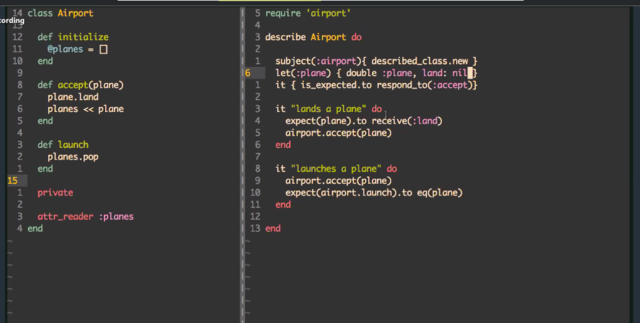 cording
14 class Airport
13
12 def initialize
11 @planes = []
10 end
9
8 def accept(plane)
7 plane.land
6 planes << plane
5 end
4
3 def launch
2 planes.pop
1 end
15
1 private
2
3 attr_reader :planes
4 end
~
~
~
~
~
~
~
5 require 'airport'
4
3 describe Airport do
2
1 subject(:airport){ described_class.new }
6 let(:plane) { double :plane, land: nil }
1 it { is_expected.to respond_to(:accept)}
2
3 it "lands a plane" do
4 expect(plane).to receive(:land)
5 airport.accept(plane)
6 end
7
8 it "launches a plane" do
9 airport.accept(plane)
10 expect(airport.launch).to eq(plane)
11 end
12
13 end
~
~
~
~
~
~
~